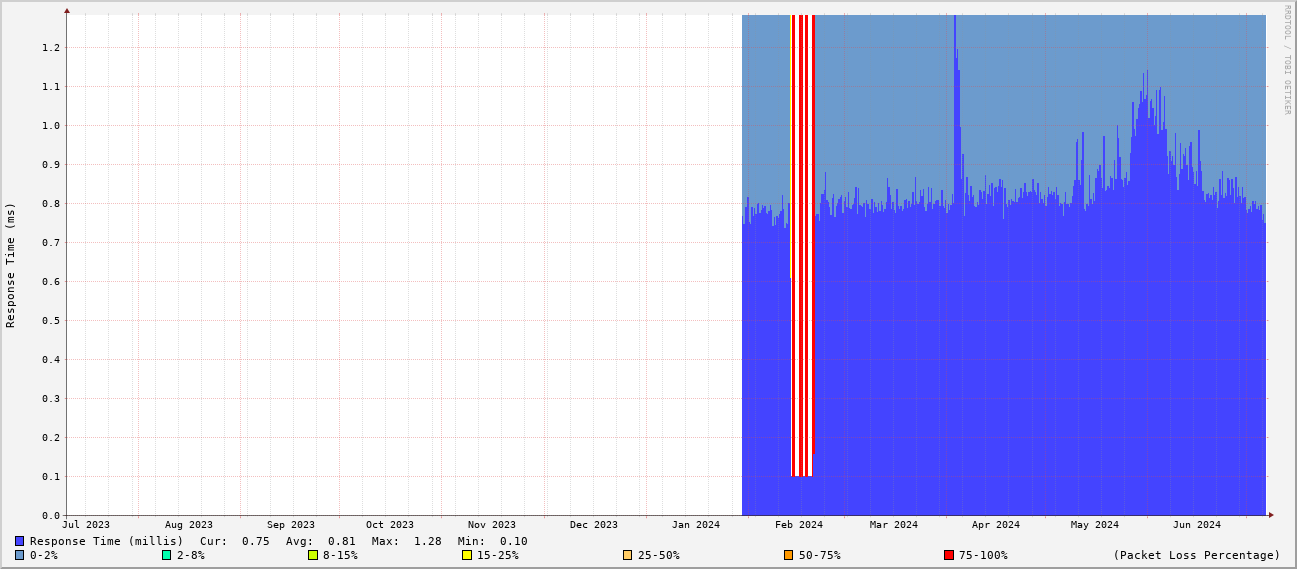 RRDTOOL / TOBI OETIKER
Response Time (ms)
1.2
1.1
1.0
0.9
0.8
0.7
0.6
0.5
0.4
0.3
0.2
0.1
0.0
Jul 2023 Aug 2023 Sep 2023 Oct 2023 Nov 2023 Dec 2023 Jan 2024 Feb 2024 Mar 2024 Apr 2024 May 2024 Jun 2024
Response Time (millis) Cur: 0.75 Avg: 0.81 Max: 1.28 Min: 0.10
0-2% 2-8% 8-15% 15-25% 25-50% 50-75% 75-100% (Packet Loss Percentage)